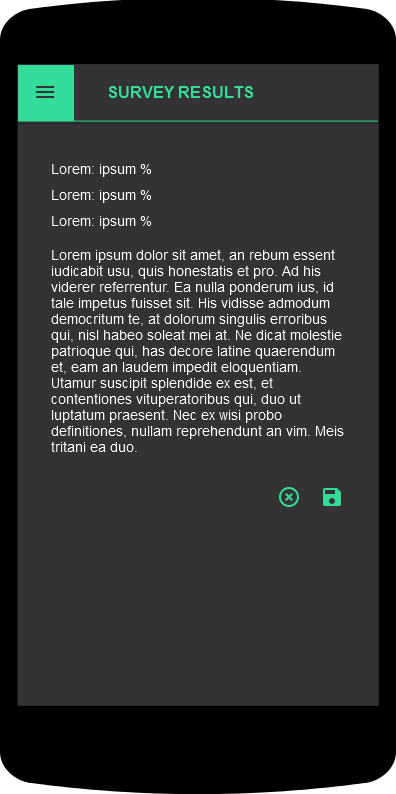 SURVEY RESULTS
Lorem: ipsum %
Lorem: ipsum %
Lorem: ipsum %
Lorem ipsum dolor sit amet, an rebum essent
iudicabit usu, quis honestatis et pro. Ad his
viderer referrentur. Ea nulla ponderum ius, id
tale impetus fuisset sit. His vidisse admodum
democritum te, at dolorum singulis erroribus
qui, nisl habeo soleat mei at. Ne dicat molestie
patrioque qui, has decore latine quaerendum
et, eam an laudem impedit eloquentiam.
Utamur suscipit splendide ex est, et
contentiones vituperatoribus qui, duo ut
luptatum praesent. Nec ex wisi probo
definitiones, nullam reprehendunt an vim. Meis
tritani ea duo.